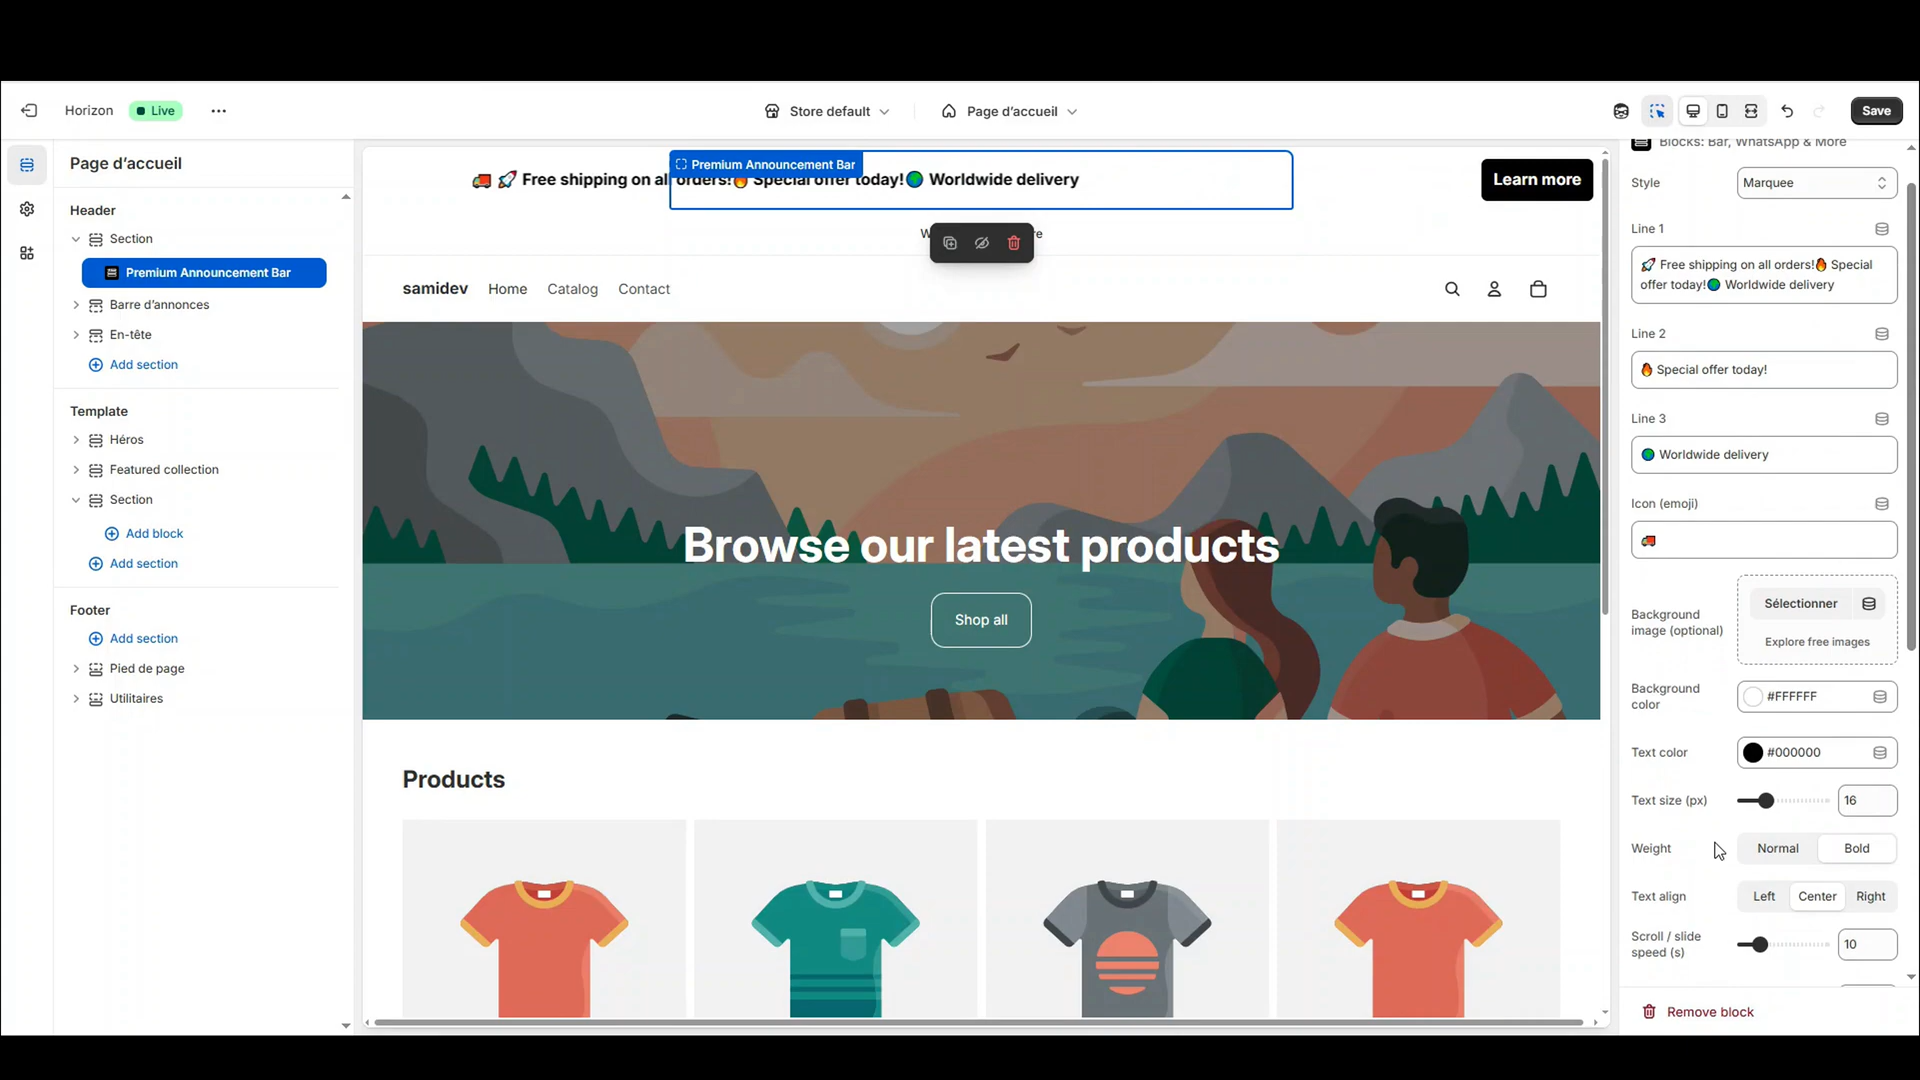 Horizon
Live
Store default
Page d'accueil
Save
Page d'accueil
Header
Section
Premium Announcement Bar
Barre d'annonces
En-tête
Add section
Template
Héros
Featured collection
Section
Add block
Add section
Footer
Add section
Pied de page
Utilitaires
Premium Announcement Bar
🚚 🚀 Free shipping on all orders!🔥 Special offer today!🌍 Worldwide delivery
Learn more
samidev
Home
Catalog
Contact
Browse our latest products
Shop all
Products
Blocks: Bar, WhatsApp & More
Style
Marquee
Line 1
🚀 Free shipping on all orders!🔥 Special
offer today!🌍 Worldwide delivery
Line 2
🔥 Special offer today!
Line 3
🌍 Worldwide delivery
Icon (emoji)
🚚
Background
image (optional)
Sélectionner
Explore free images
Background
color
#FFFFFF
Text color
#000000
Text size (px)
16
Weight
Normal
Bold
Text align
Left
Center
Right
Scroll / slide
speed (s)
10
Remove block